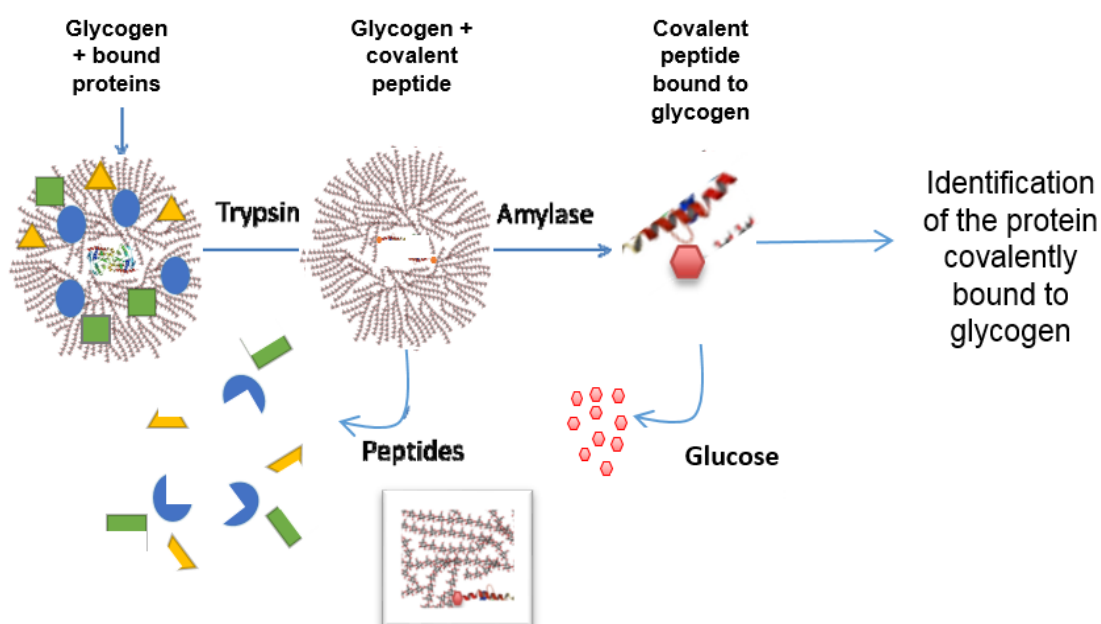 Glycogen
+ bound
proteins
Glycogen +
covalent
peptide
Covalent
peptide
bound to
glycogen
Trypsin
Amylase
Identification
of the protein
covalently
bound to
glycogen
Peptides
Glucose